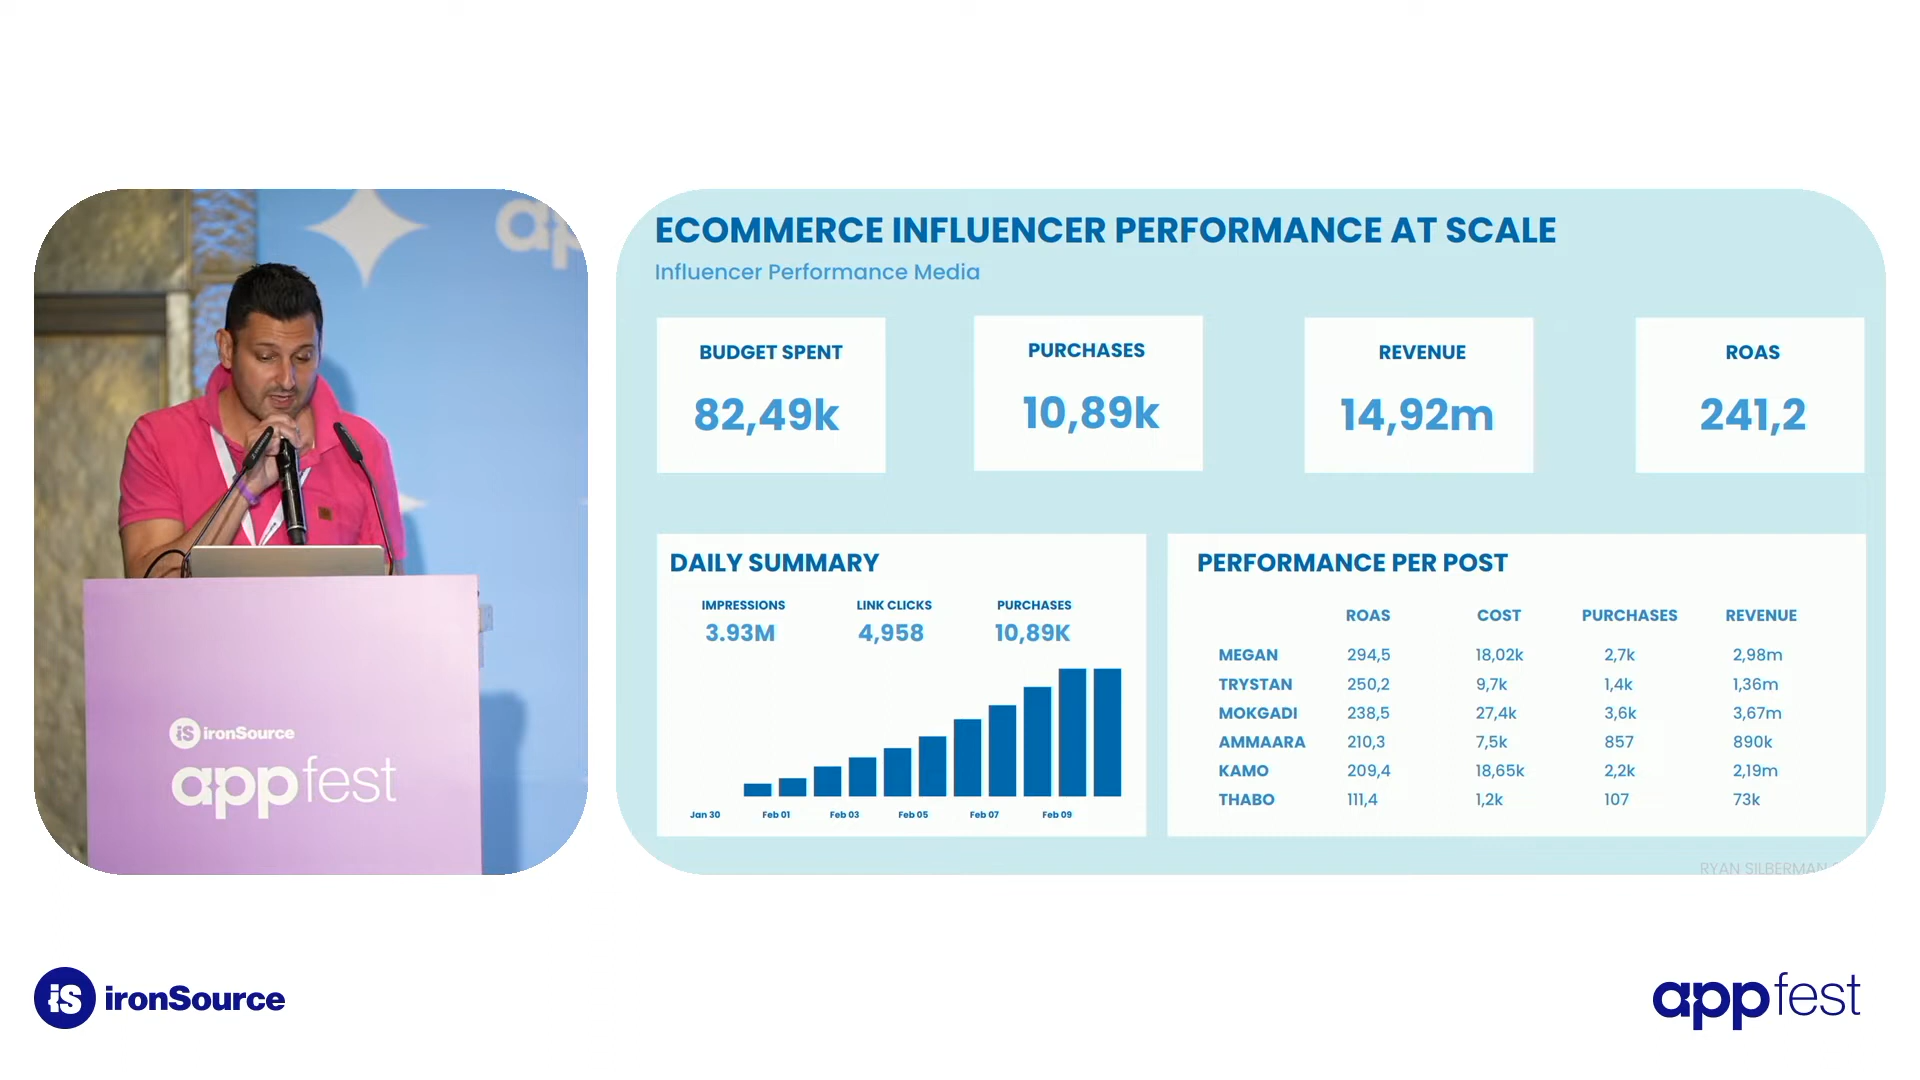 ap
iS ironSource
appfest
ECOMMERCE INFLUENCER PERFORMANCE AT SCALE
Influencer Performance Media
BUDGET SPENT
82,49k
PURCHASES
10,89k
REVENUE
14,92m
ROAS
241,2
DAILY SUMMARY
IMPRESSIONS LINK CLICKS PURCHASES
3.93M 4,958 10,89K
Jan 30 Feb 01 Feb 03 Feb 05 Feb 07 Feb 09
PERFORMANCE PER POST
ROAS COST PURCHASES REVENUE
MEGAN 294,5 18,02k 2,7k 2,98m
TRYSTAN 250,2 9,7k 1,4k 1,36m
MOKGADI 238,5 27,4k 3,6k 3,67m
AMMAARA 210,3 7,5k 857 890k
KAMO 209,4 18,65k 2,2k 2,19m
THABO 111,4 1,2k 107 73k
RYAN SILBERMAN
iS ironSource
appfest